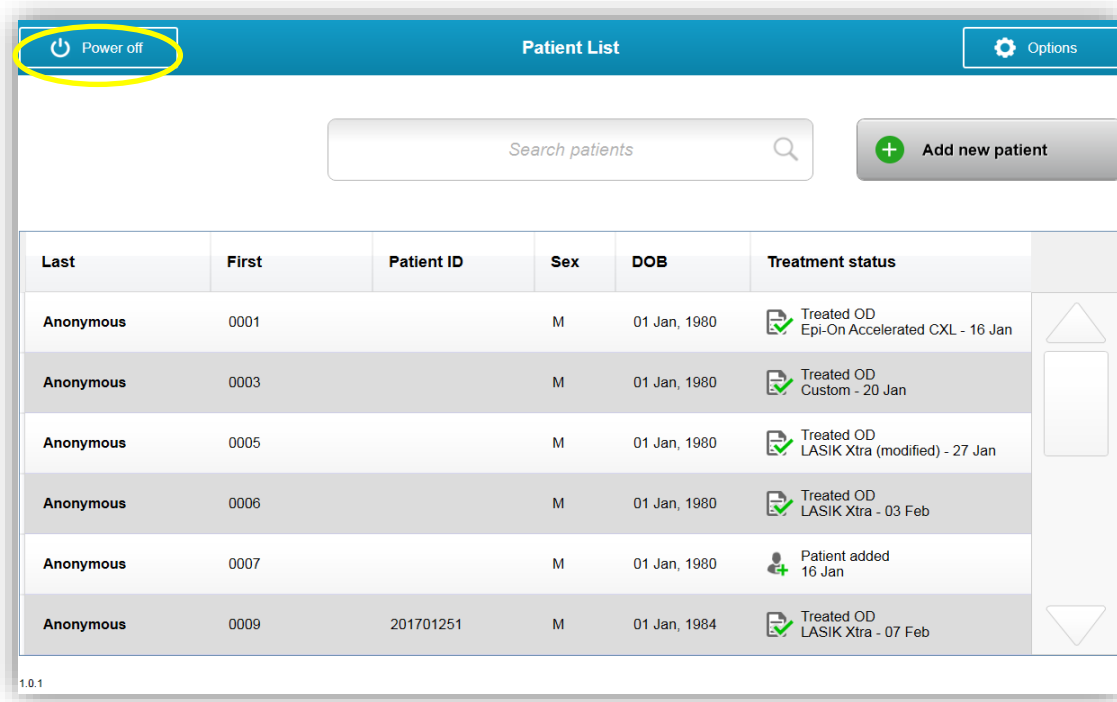 Power off
Patient List
Options
Search patients
Add new patient
Last First Patient ID Sex DOB Treatment status
Anonymous 0001 M 01 Jan, 1980 Treated OD
Epi-On Accelerated CXL - 16 Jan
Anonymous 0003 M 01 Jan, 1980 Treated OD
Custom - 20 Jan
Anonymous 0005 M 01 Jan, 1980 Treated OD
LASIK Xtra (modified) - 27 Jan
Anonymous 0006 M 01 Jan, 1980 Treated OD
LASIK Xtra - 03 Feb
Anonymous 0007 M 01 Jan, 1980 Patient added
16 Jan
Anonymous 0009 201701251 M 01 Jan, 1984 Treated OD
LASIK Xtra - 07 Feb
1.0.1